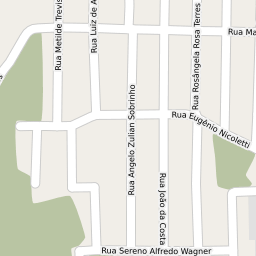 Rua Metilde Trevis
Rua Luiz de A
Rua Angelo Zulian Sobrinho
Rua Rosângela Rosa Terres
Rua Ma
Rua Eugênio Nicoletti
Rua João da Costa
Rua Sereno Alfredo Wagner